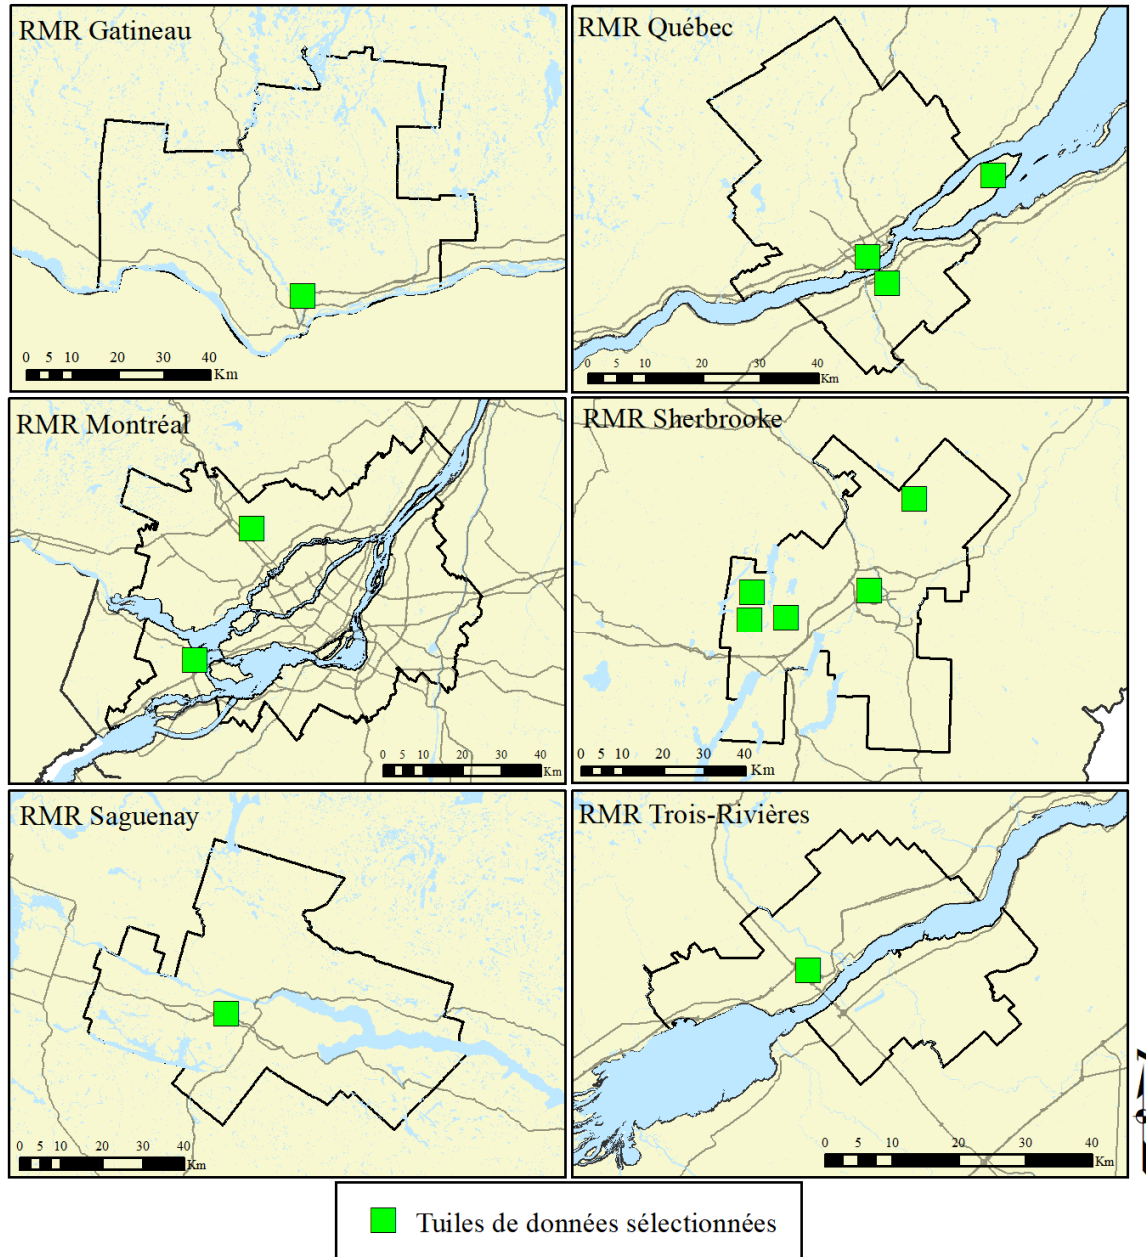 RMR Gatineau
0 5 10 20 30 40
Km
RMR Québec
0 5 10 20 30 40
Km
RMR Montréal
0 5 10 20 30 40
Km
RMR Sherbrooke
0 5 10 20 30 40
Km
RMR Saguenay
0 5 10 20 30 40
Km
RMR Trois-Rivières
0 5 10 20 30 40
Km
Tuiles de données sélectionnées